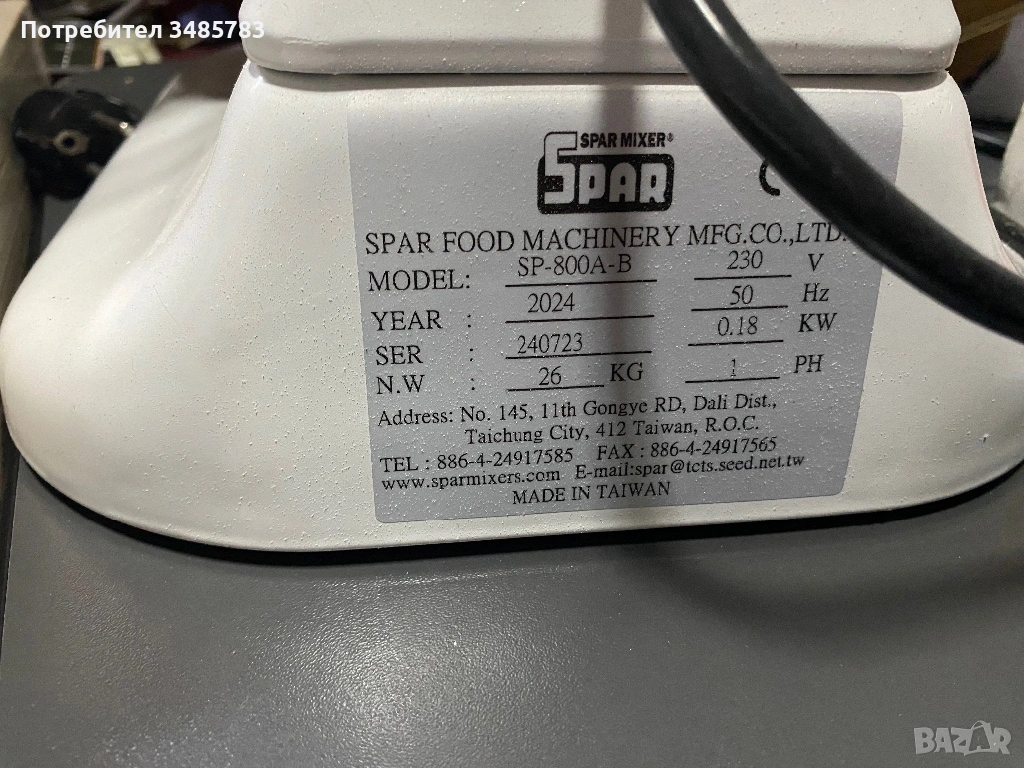 Потребител 3485783
SPAR MIXER®
SPAR
SPAR FOOD MACHINERY MFG.CO.,LTD.
MODEL: SP-800A-B 230 V
YEAR : 2024 50 Hz
SER : 240723 0.18 KW
N.W : 26 KG 1 PH
Address: No. 145, 11th Gongye RD, Dali Dist.,
Taichung City, 412 Taiwan, R.O.C.
TEL : 886-4-24917585 FAX : 886-4-24917565
www.sparmixers.com E-mail:spar@tcts.seed.net.tw
MADE IN TAIWAN
BAZAR